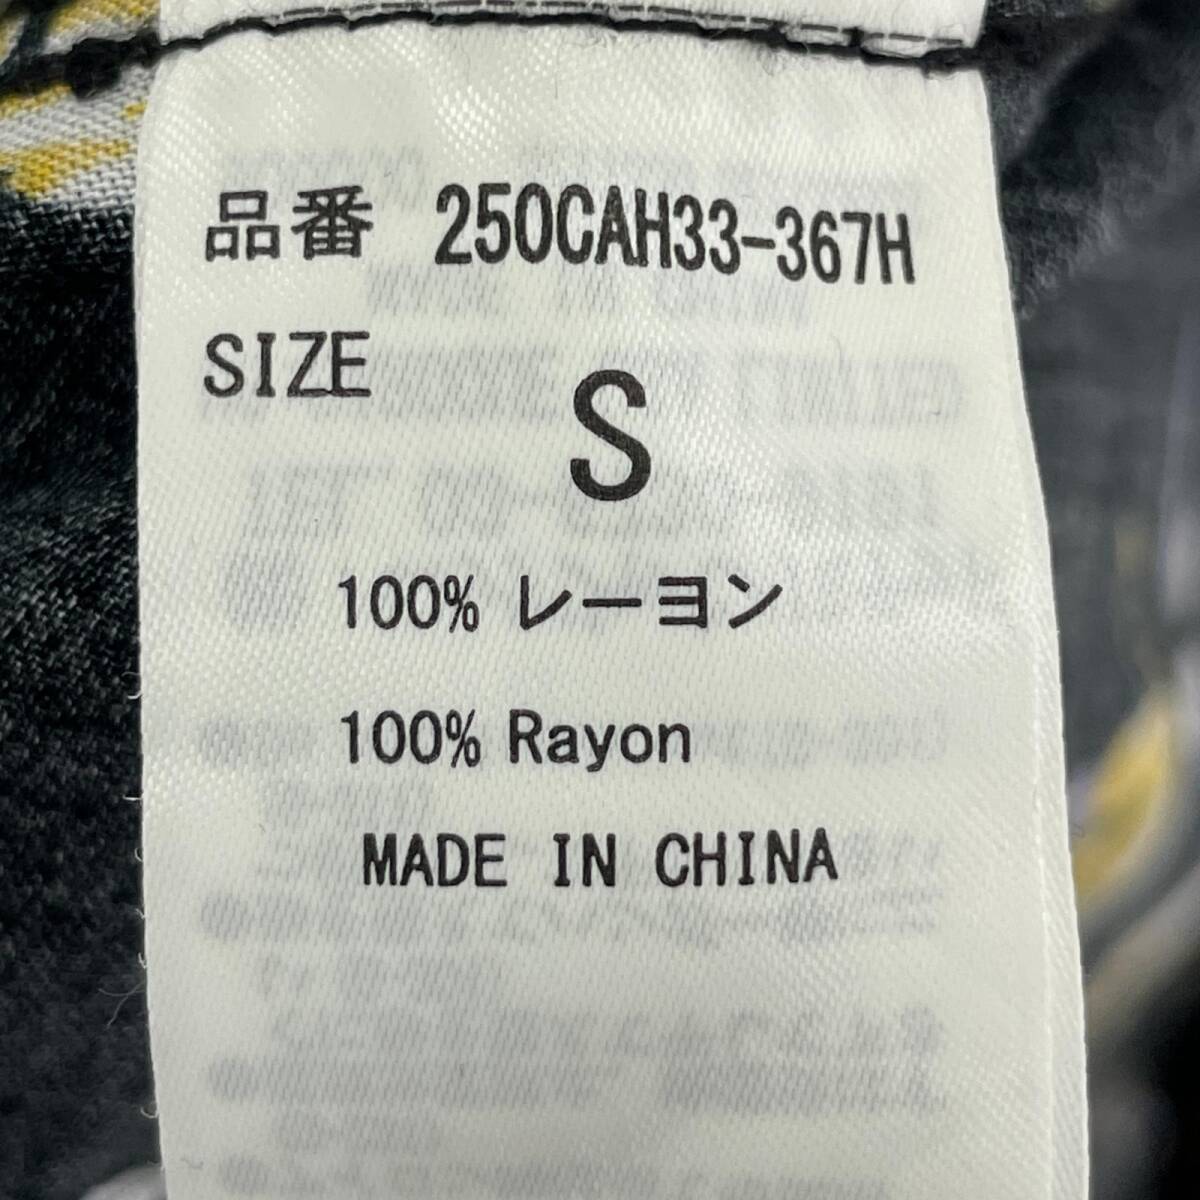 品番 250CAH33-367H
SIZE
S
100% レーヨン
100% Rayon
MADE IN CHINA